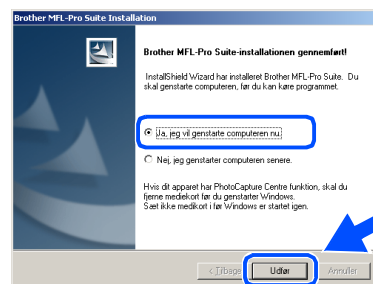 Brother MFL-Pro Suite Installation
Brother MFL-Pro Suite-installationen gennemført!
InstallShield Wizard har installeret Brother MFL-Pro Suite. Du
skal genstarte computeren, før du kan køre programmet.
Ja, jeg vil genstarte computeren nu.
Nej, jeg genstarter computeren senere.
Hvis dit apparat har PhotoCapture Centre funktion, skal du
fjerne mediekort før du genstarter Windows.
Sæt ikke medikort i før Windows er startet igen.
< Tilbage
Udfør
Annuller